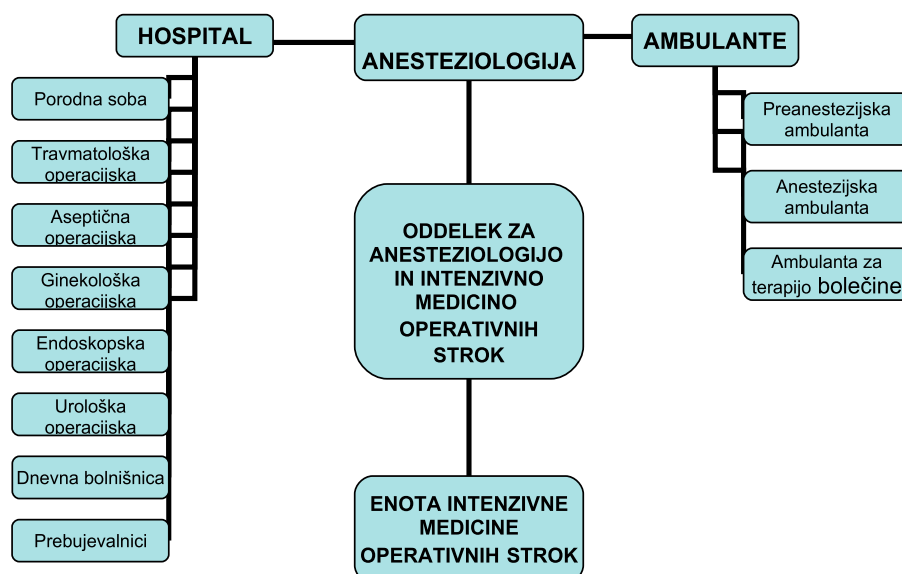 HOSPITAL
ANESTEZIOLOGIJA
AMBULANTE
Porodna soba
Travmatološka
operacijska
Aseptična
operacijska
Ginekološka
operacijska
Endoskopska
operacijska
Urološka
operacijska
Dnevna bolnišnica
Prebujevalnici
ODDELEK ZA
ANESTEZIOLOGIJO
IN INTENZIVNO
MEDICINO
OPERATIVNIH
STROK
ENOTA INTENZIVNE
MEDICINE
OPERATIVNIH STROK
Preanestezijska
ambulanta
Anestezijska
ambulanta
Ambulanta za
terapijo bolečine